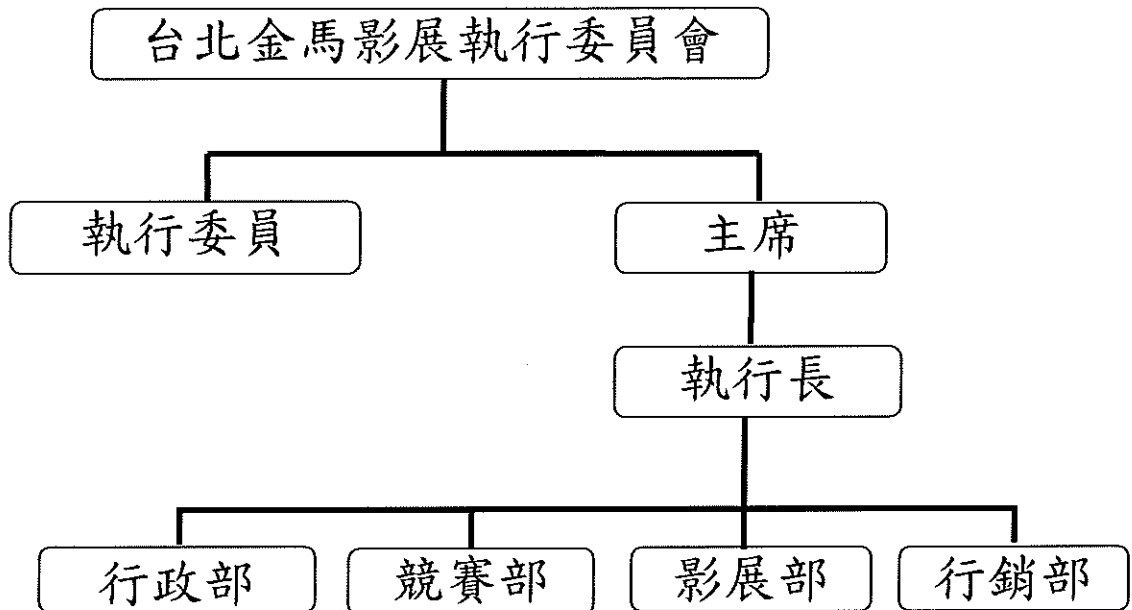 台北金馬影展執行委員會
執行委員
主席
執行長
行政部
競賽部
影展部
行銷部